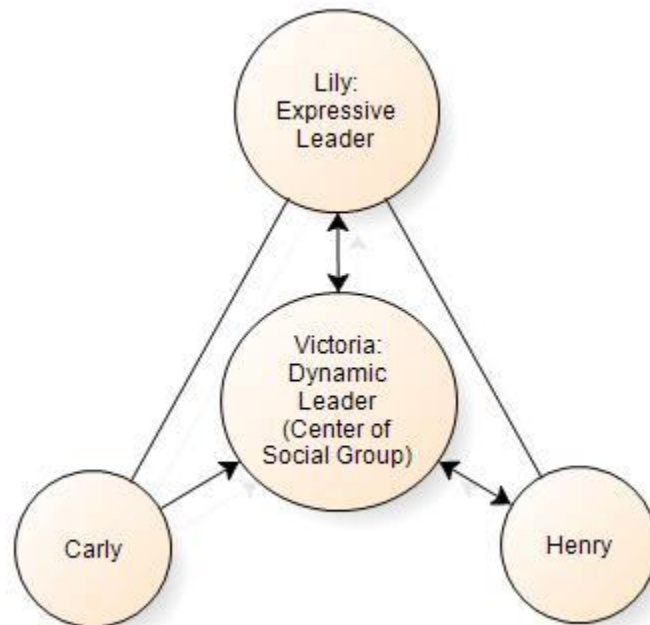 Lily:
Expressive
Leader
Victoria:
Dynamic
Leader
(Center of
Social Group)
Carly
Henry